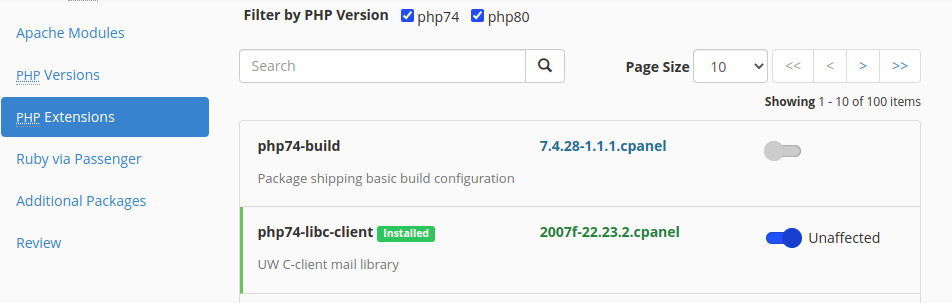 Filter by PHP Version php74 php80
Apache Modules
PHP Versions
PHP Extensions
Ruby via Passenger
Additional Packages
Review
Search
Page Size 10 << < > >>
Showing 1 - 10 of 100 items
php74-build 7.4.28-1.1.1.cpanel
Package shipping basic build configuration
php74-libc-client Installed 2007f-22.23.2.cpanel Unaffected
UW C-client mail library